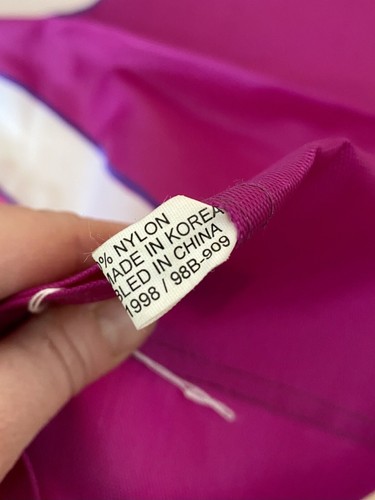 % NYLON
MADE IN KOREA
BLED IN CHINA
1998 / 98B-909